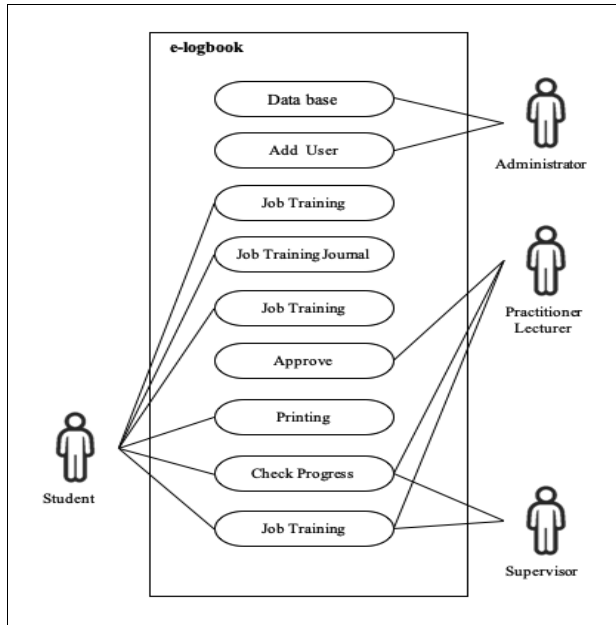 e-logbook
Data base
Add User
Administrator
Job Training
Job Training Journal
Practitioner
Lecturer
Job Training
Approve
Printing
Student
Check Progress
Job Training
Supervisor